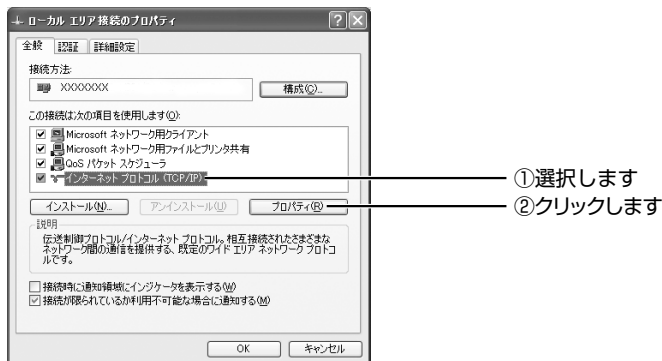 ローカル エリア接続のプロパティ
全般 認証 詳細設定
接続方法:
XXXXXXX 構成(C)...
この接続は次の項目を使用します(O):
Microsoft ネットワーク用クライアント
Microsoft ネットワーク用ファイルとプリンタ共有
QoS パケット スケジューラ
インターネット プロトコル (TCP/IP)
①選択します
インストール(N)... アンインストール(U) プロパティ(R)
②クリックします
説明
伝送制御プロトコル/インターネット プロトコル。相互接続されたさまざまな
ネットワーク間の通信を提供する、既定のワイド エリア ネットワーク プロトコ
ルです。
接続時に通知領域にインジケータを表示する(W)
接続が限られているか利用不可能な場合に通知する(M)
OK キャンセル